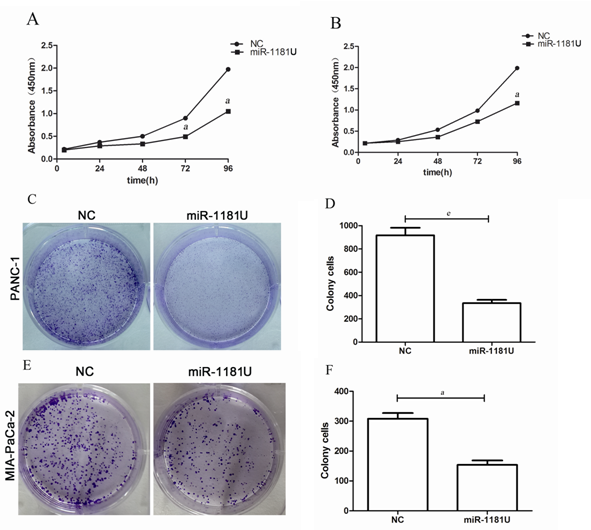 A
NC
miR-1181U
Absorbance (450nm)
2.5
2.0
1.5
1.0
0.5
0.0
a
a
0
24
48
72
96
time(h)
B
NC
miR-1181U
Absorbance (450nm)
2.5
2.0
1.5
1.0
0.5
0.0
a
0
24
48
72
96
time(h)
C
NC
miR-1181U
PANC-1
D
Colony cells
1000
800
600
400
200
0
c
NC
miR-1181U
E
NC
miR-1181U
MIA-PaCa-2
F
Colony cells
400
300
200
100
0
a
NC
miR-1181U